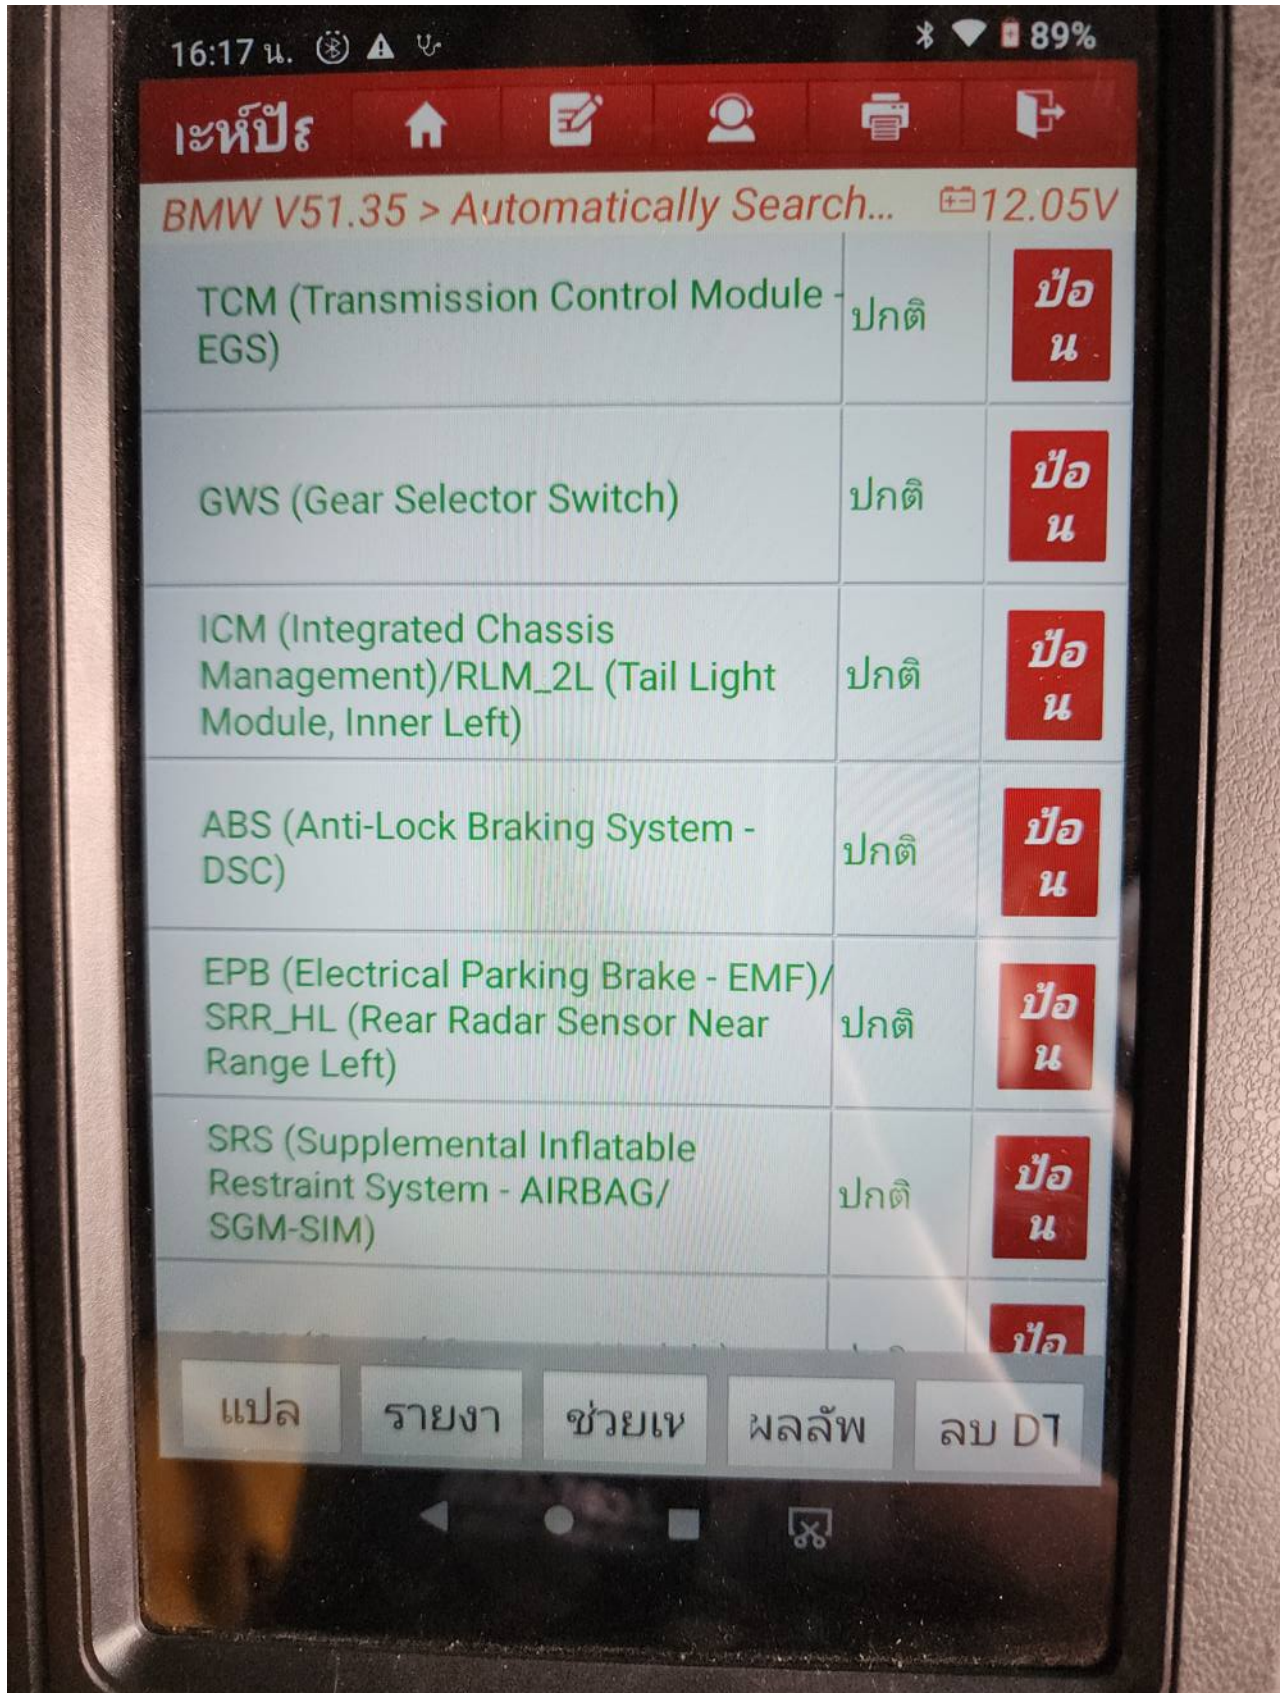 16:17 น.
89%
ะห์ปั
BMW V51.35 > Automatically Search...
12.05V
TCM (Transmission Control Module -
EGS)
ปกติ
ป้อ
น
GWS (Gear Selector Switch)
ปกติ
ป้อ
น
ICM (Integrated Chassis
Management)/RLM_2L (Tail Light
Module, Inner Left)
ปกติ
ป้อ
น
ABS (Anti-Lock Braking System -
DSC)
ปกติ
ป้อ
น
EPB (Electrical Parking Brake - EMF)/
SRR_HL (Rear Radar Sensor Near
Range Left)
ปกติ
ป้อ
น
SRS (Supplemental Inflatable
Restraint System - AIRBAG/
SGM-SIM)
ปกติ
ป้อ
น
ป้อ
แปล
รายงา
ช่วยเห
ผลลัพ
ลบ DT